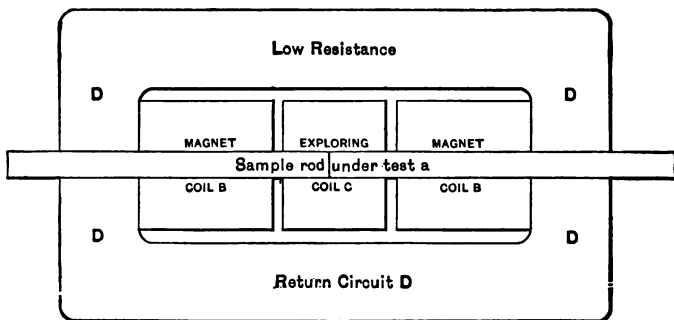 Low Resistance
D D
MAGNET EXPLORING MAGNET
Sample rod under test a
COIL B COIL C COIL B
D D
Return Circuit D